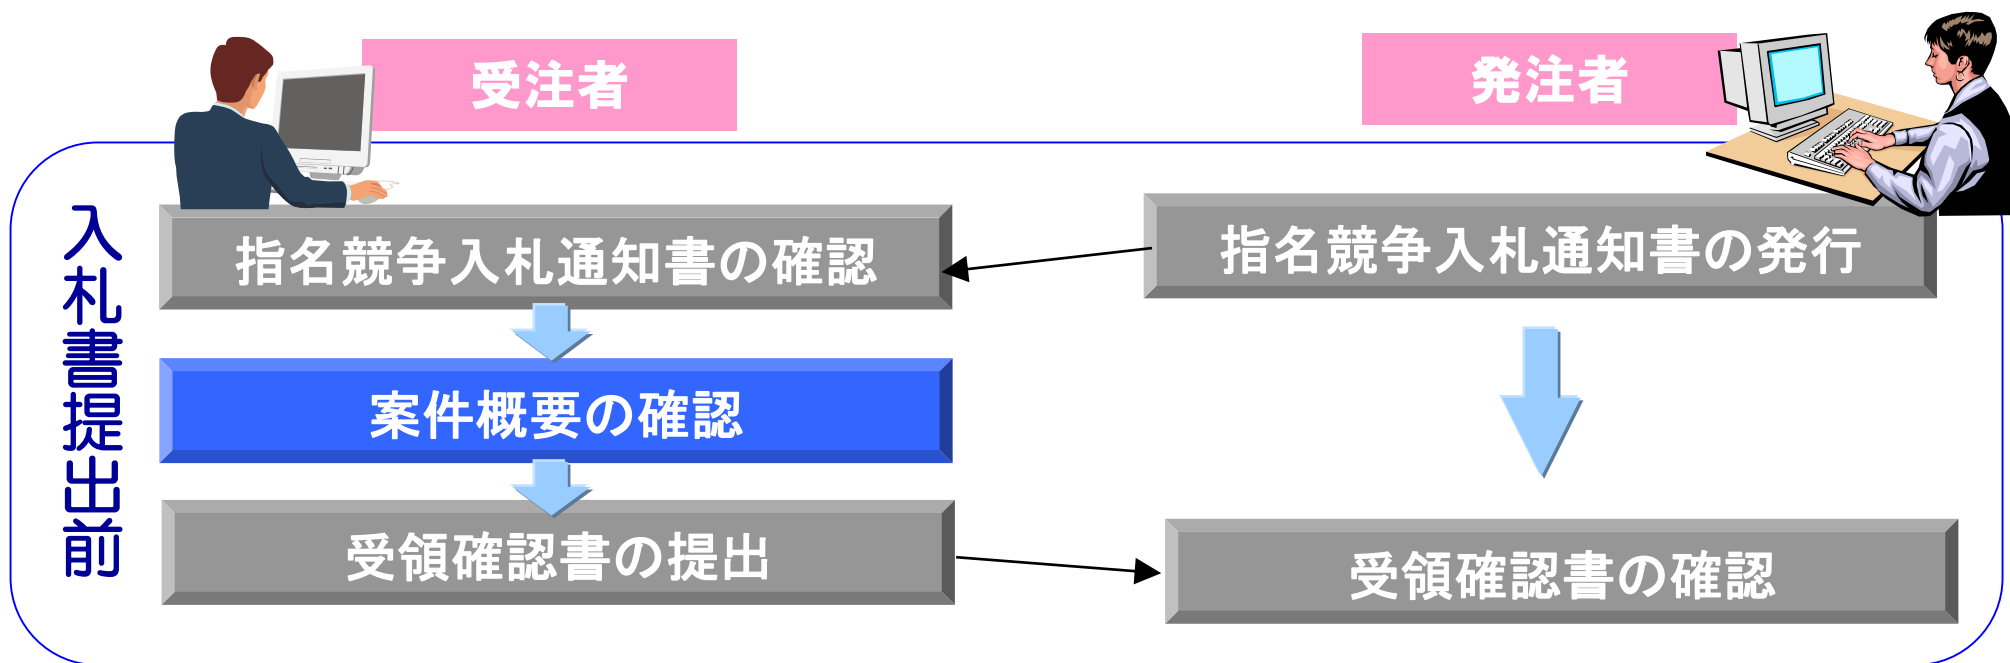 受注者
発注者
入札書提出前
指名競争入札通知書の確認
指名競争入札通知書の発行
案件概要の確認
受領確認書の提出
受領確認書の確認